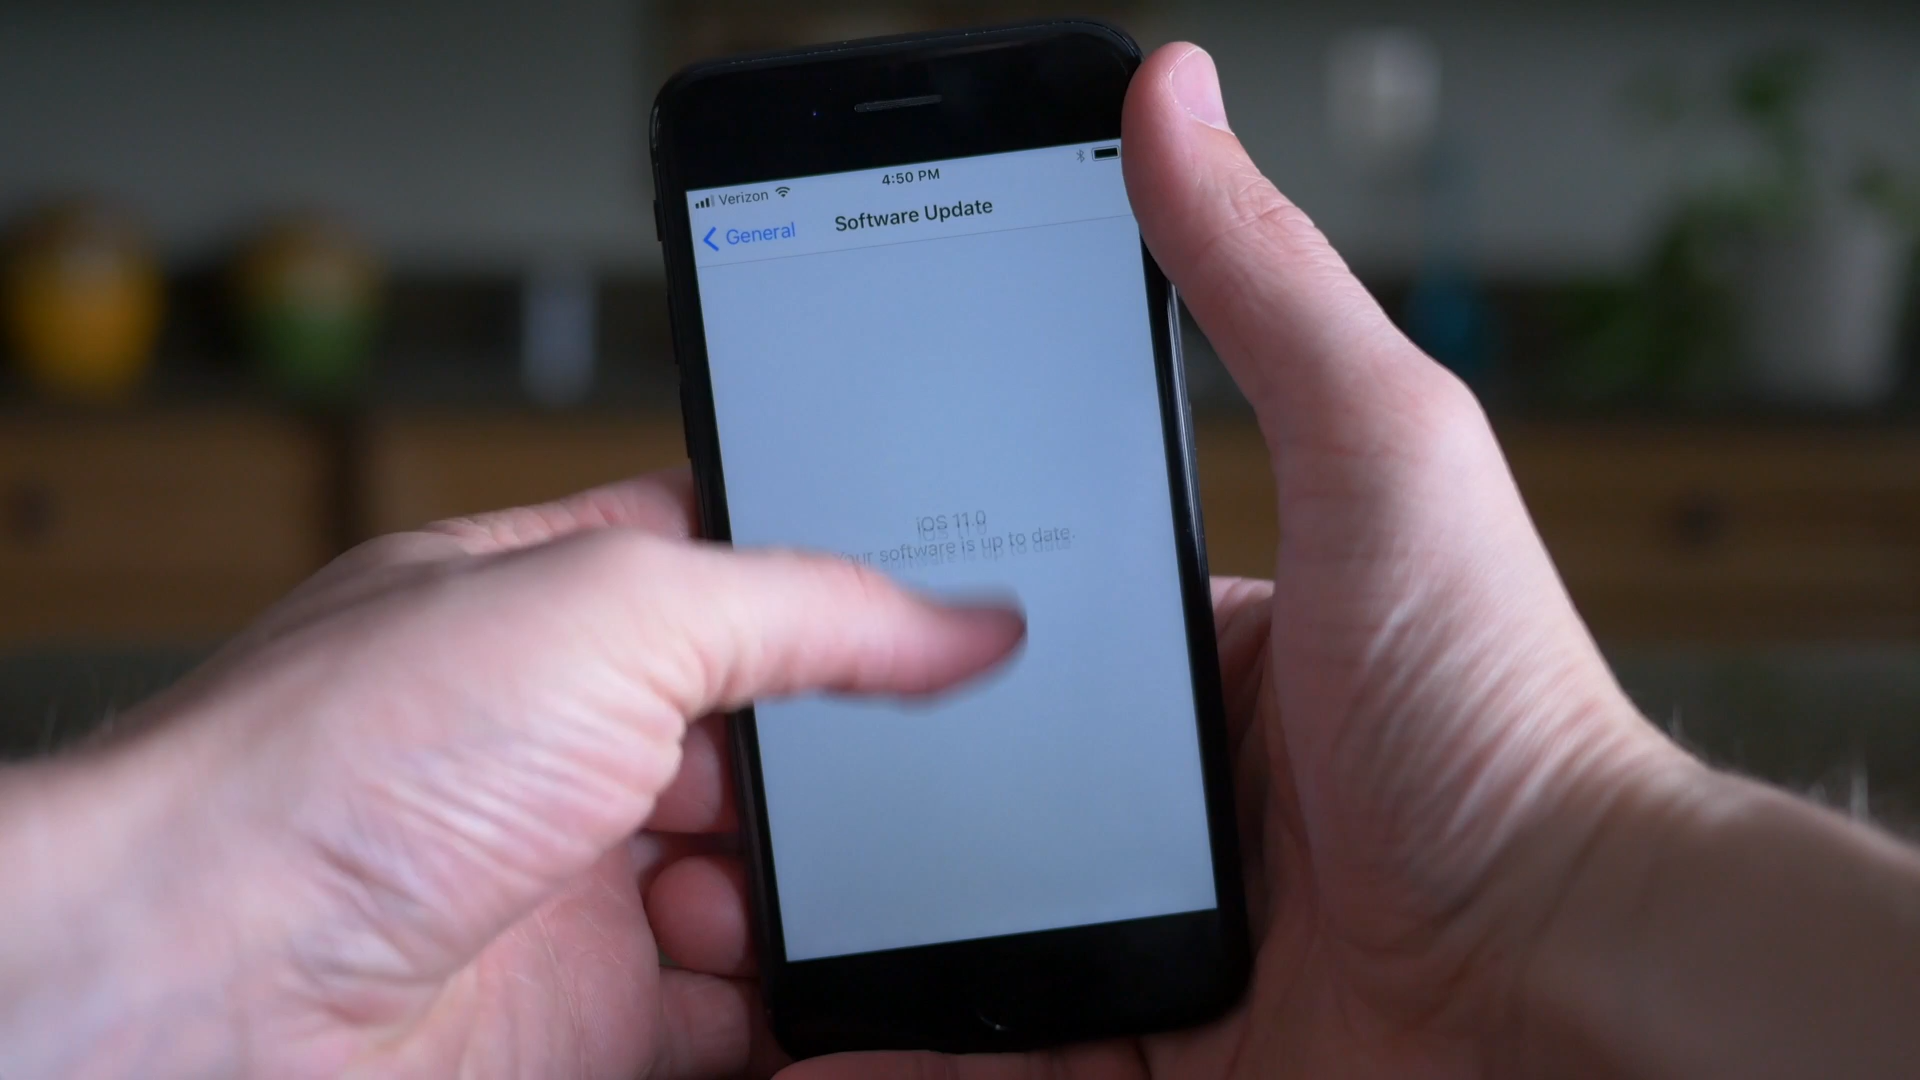 Verizon
4:50 PM
General
Software Update
iOS 11.0
Your software is up to date.